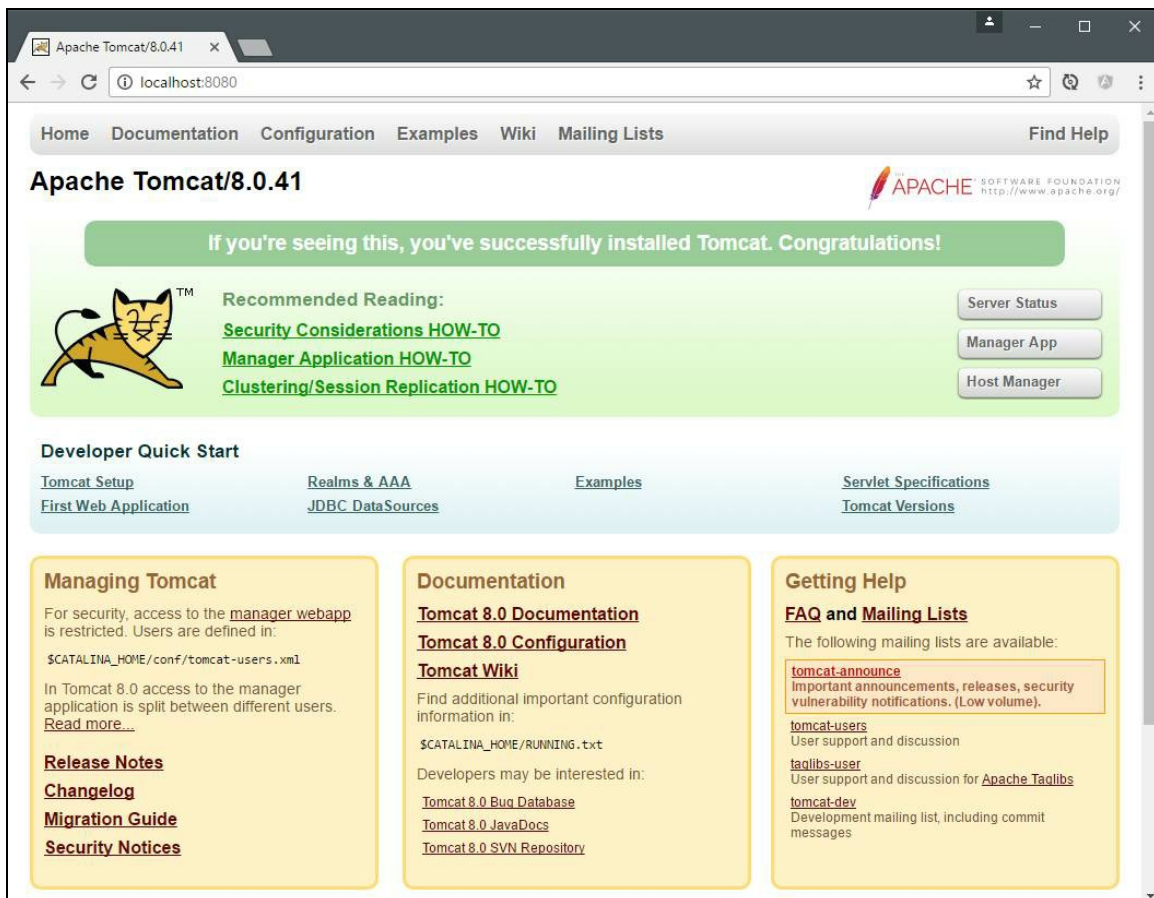 Apache Tomcat/8.0.41
localhost:8080
Home Documentation Configuration Examples Wiki Mailing Lists Find Help
Apache Tomcat/8.0.41
THE APACHE SOFTWARE FOUNDATION
http://www.apache.org/
If you're seeing this, you've successfully installed Tomcat. Congratulations!
TM
Recommended Reading:
Security Considerations HOW-TO
Manager Application HOW-TO
Clustering/Session Replication HOW-TO
Server Status
Manager App
Host Manager
Developer Quick Start
Tomcat Setup
First Web Application
Realms & AAA
JDBC DataSources
Examples
Servlet Specifications
Tomcat Versions
Managing Tomcat
For security, access to the manager webapp
is restricted. Users are defined in:
$CATALINA_HOME/conf/tomcat-users.xml
In Tomcat 8.0 access to the manager
application is split between different users.
Read more...
Release Notes
Changelog
Migration Guide
Security Notices
Documentation
Tomcat 8.0 Documentation
Tomcat 8.0 Configuration
Tomcat Wiki
Find additional important configuration
information in:
$CATALINA_HOME/RUNNING.txt
Developers may be interested in:
Tomcat 8.0 Bug Database
Tomcat 8.0 JavaDocs
Tomcat 8.0 SVN Repository
Getting Help
FAQ and Mailing Lists
The following mailing lists are available:
tomcat-announce
Important announcements, releases, security
vulnerability notifications. (Low volume).
tomcat-users
User support and discussion
taglibs-user
User support and discussion for Apache Taglibs
tomcat-dev
Development mailing list, including commit
messages